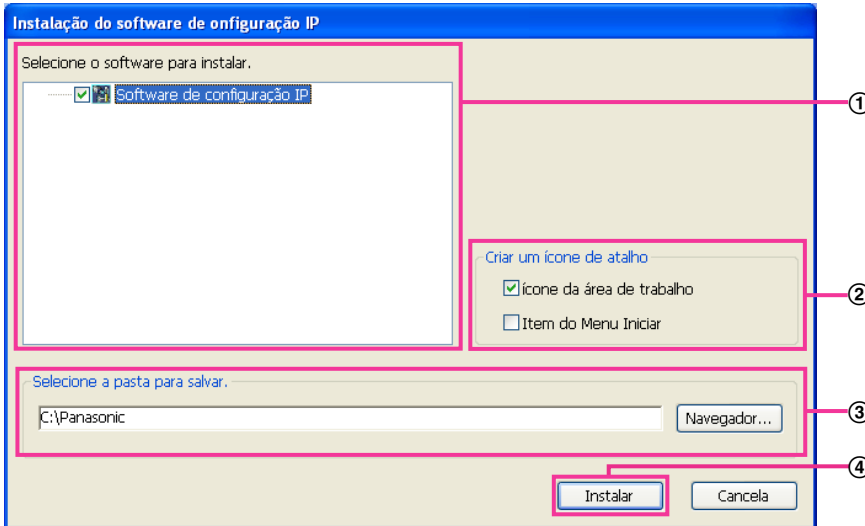 Instalação do software de onfiguração IP
Selecione o software para instalar.
Software de configuração IP
①
Criar um ícone de atalho
ícone da área de trabalho
②
Item do Menu Iniciar
Selecione a pasta para salvar.
C:\Panasonic
Navegador...
③
④
Instalar
Cancela